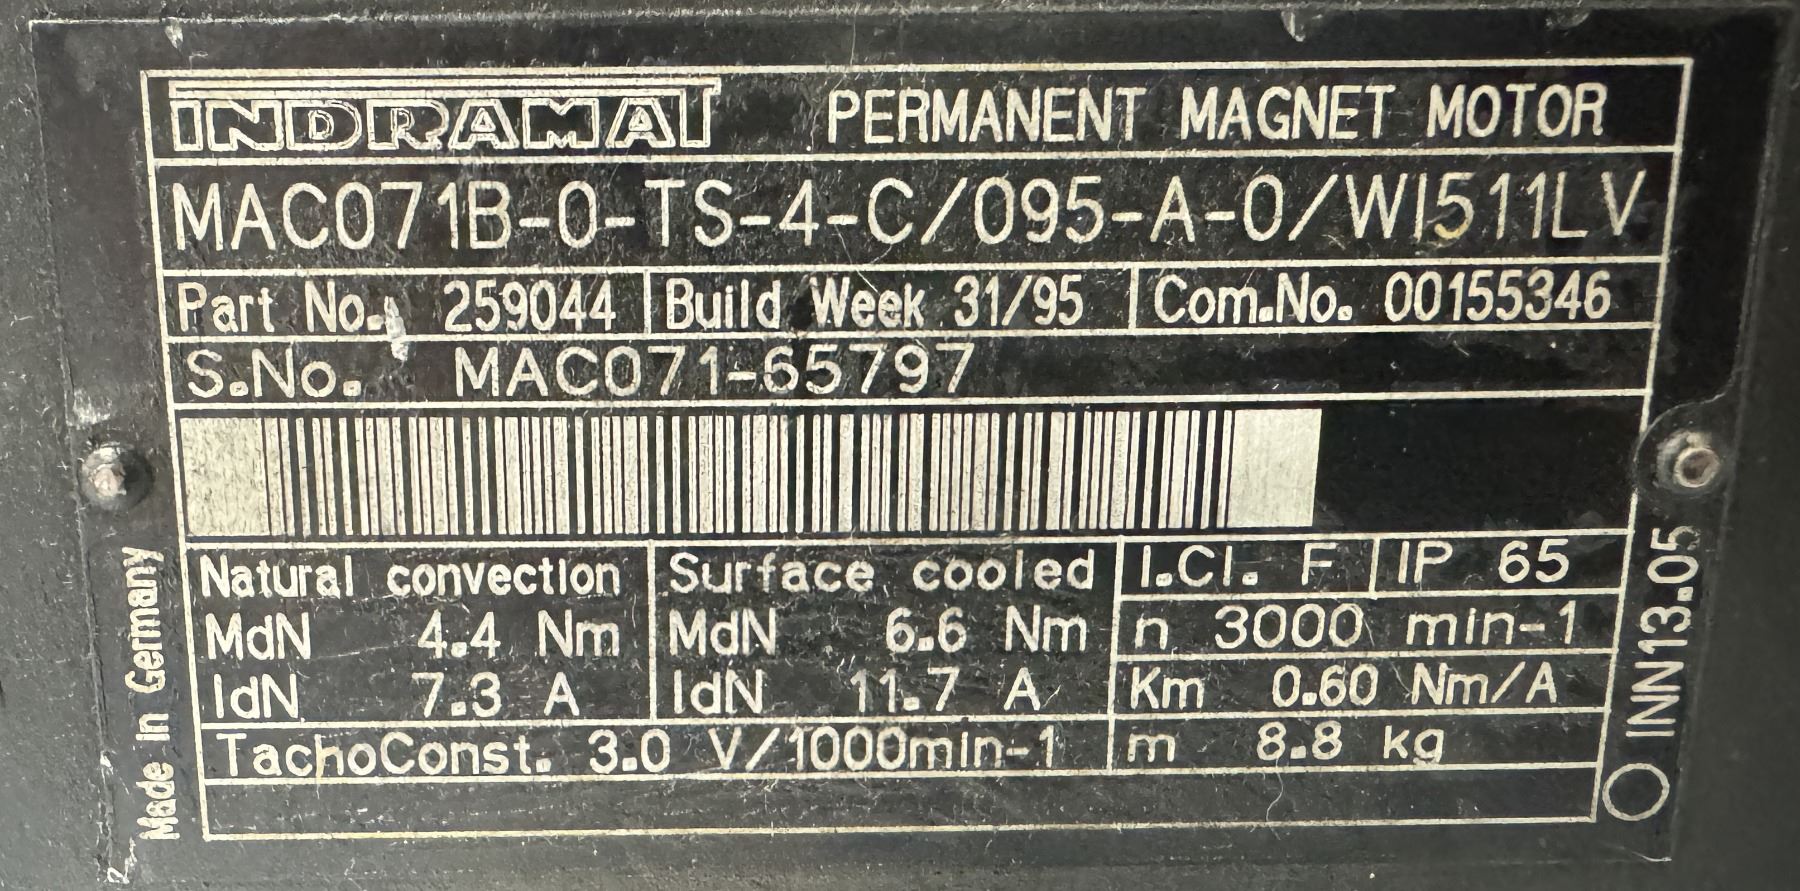 INDRAMAT PERMANENT MAGNET MOTOR
MAC071B-0-TS-4-C/095-A-0/WI511LV
Part No. 259044 Build Week 31/95 Com.No. 00155346
S.No. MAC071-65797
Natural convection Surface cooled I.Cl. F IP 65
MdN 4.4 Nm MdN 6.6 Nm n 3000 min-1
IdN 7.3 A IdN 11.7 A Km 0.60 Nm/A
TachoConst. 3.0 V/1000min-1 m 8.8 kg
Made in Germany
INN13.05